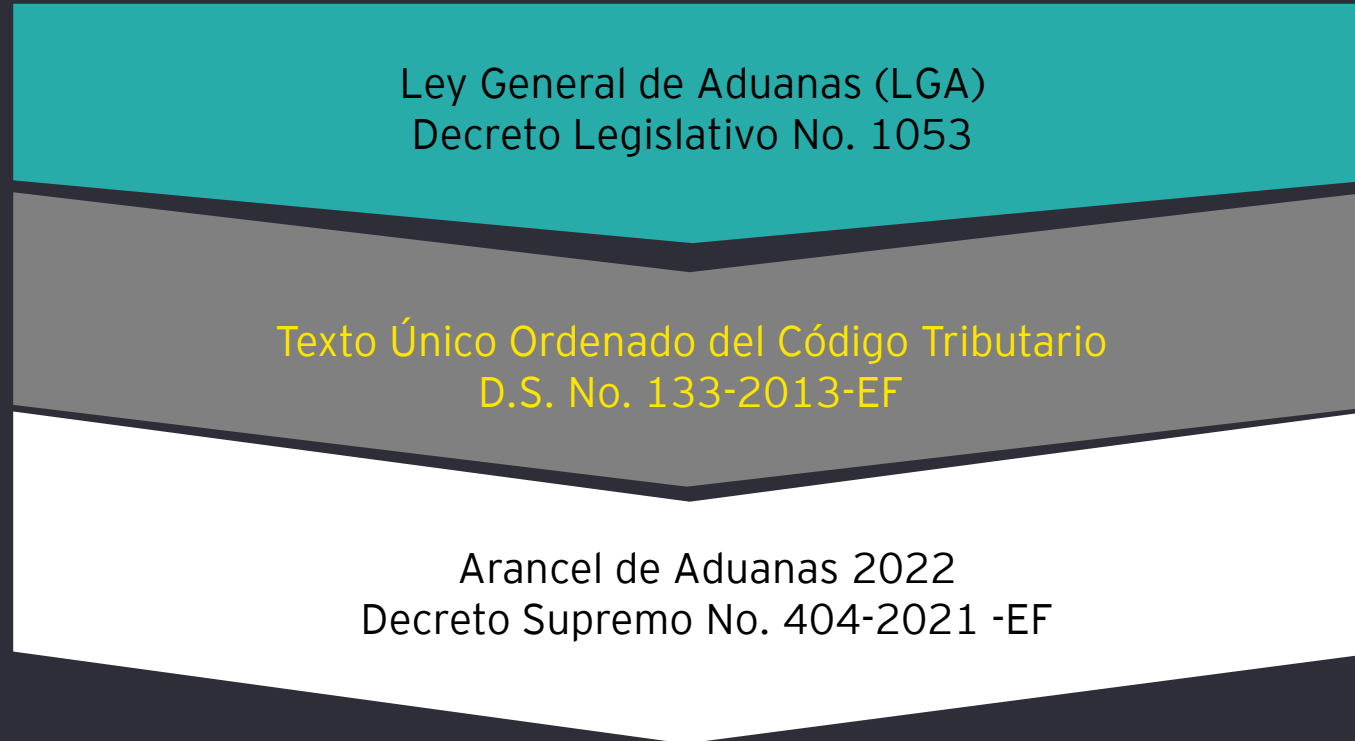 Ley General de Aduanas (LGA)
Decreto Legislativo No. 1053
Texto Único Ordenado del Código Tributario
D.S. No. 133-2013-EF
Arancel de Aduanas 2022
Decreto Supremo No. 404-2021 -EF